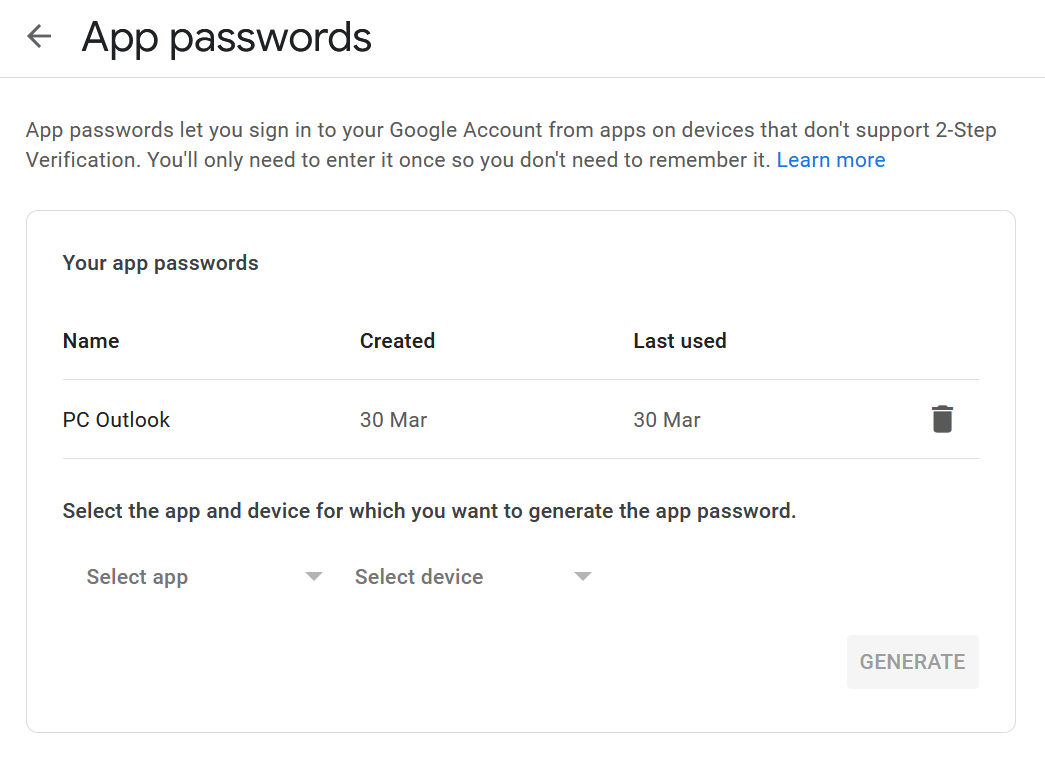 App passwords
App passwords let you sign in to your Google Account from apps on devices that don't support 2-Step
Verification. You'll only need to enter it once so you don't need to remember it. Learn more
Your app passwords
Name Created Last used
PC Outlook 30 Mar 30 Mar
Select the app and device for which you want to generate the app password.
Select app Select device
GENERATE